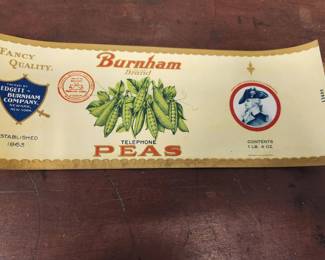 FANCY
QUALITY.
EDGETT
BURNHAM
COMPANY.
NEWARK,
NEW YORK.
ESTABLISHED
1863
Burnham
Brand
TELEPHONE
PEAS
CONTENTS
1 LB. 4 OZ.